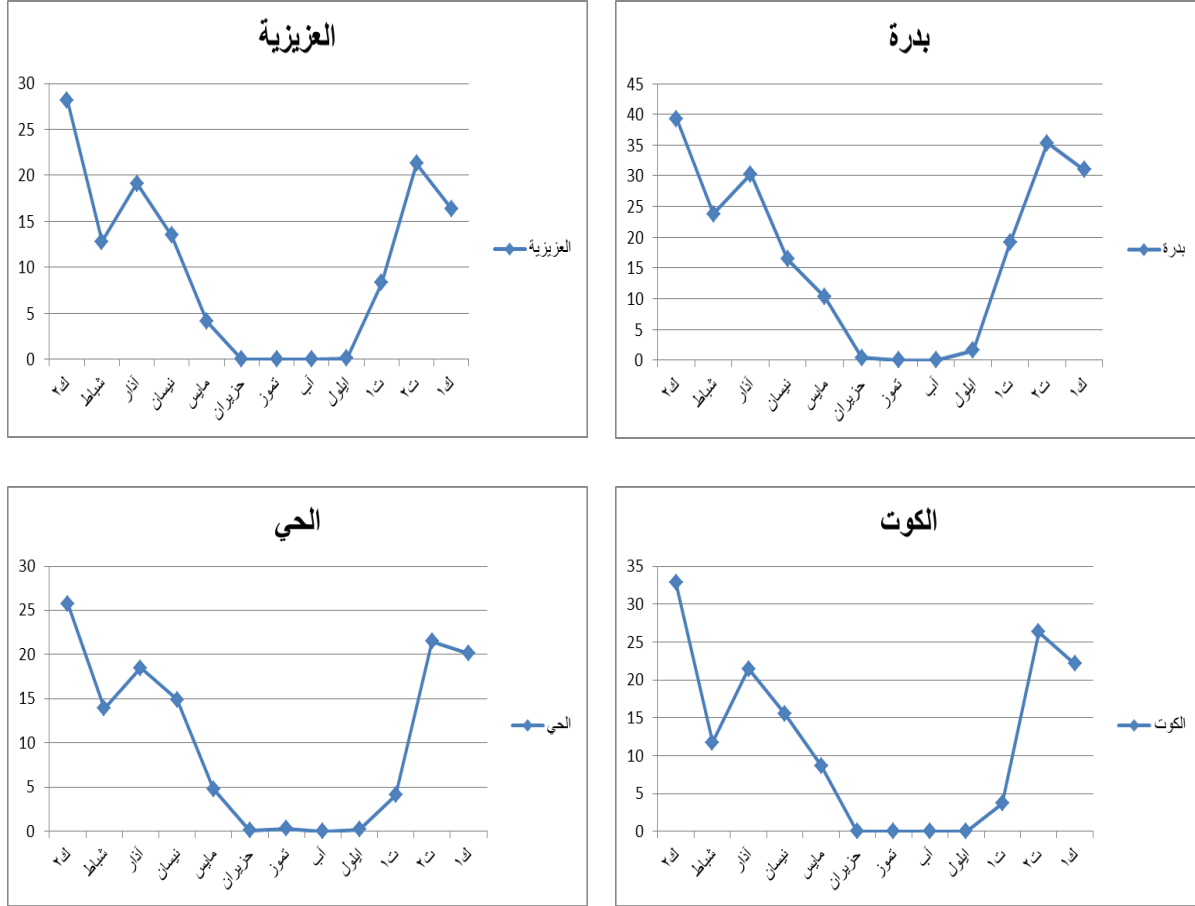 العزيزية
30
25
20
15
10
5
0
ك٢
شباط
آذار
نيسان
مايس
حزيران
تموز
آب
ايلول
ت١
ت٢
ك١
العزيزية
بدرة
45
40
35
30
25
20
15
10
5
0
ك٢
شباط
آذار
نيسان
مايس
حزيران
تموز
آب
ايلول
ت١
ت٢
ك١
بدرة
الحي
30
25
20
15
10
5
0
ك٢
شباط
آذار
نيسان
مايس
حزيران
تموز
آب
ايلول
ت١
ت٢
ك١
الحي
الكوت
35
30
25
20
15
10
5
0
ك٢
شباط
آذار
نيسان
مايس
حزيران
تموز
آب
ايلول
ت١
ت٢
ك١
الكوت